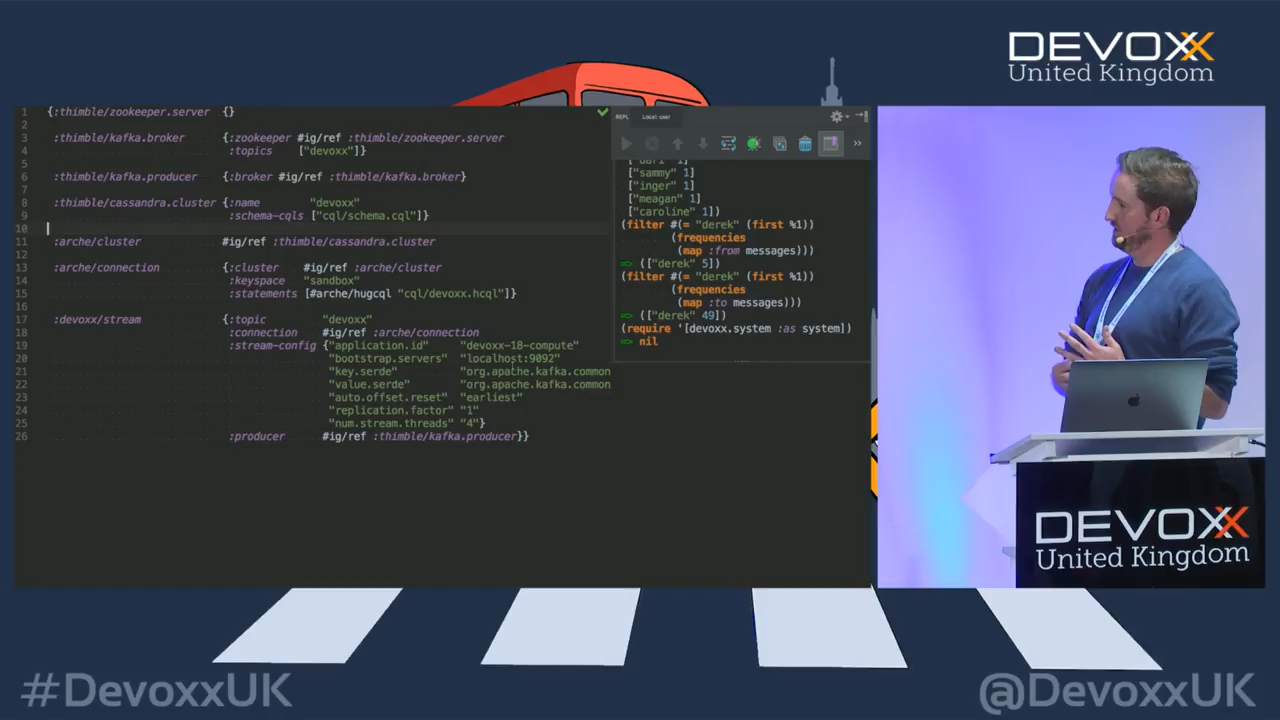 DEVOXX
United Kingdom
1 {:thimble/zookeeper.server {}
2
3 :thimble/kafka.broker {:zookeeper #ig/ref :thimble/zookeeper.server
4 :topics ["devoxx"]}
5
6 :thimble/kafka.producer {:broker #ig/ref :thimble/kafka.broker}
7
8 :thimble/cassandra.cluster {:name "devoxx"
9 :schema-cqls ["cql/schema.cql"]}
10
11 :arche/cluster #ig/ref :thimble/cassandra.cluster
12
13 :arche/connection {:cluster #ig/ref :arche/cluster
14 :keyspace "sandbox"
15 :statements [#arche/hugcql "cql/devoxx.hcql"]}
16
17 :devoxx/stream {:topic "devoxx"
18 :connection #ig/ref :arche/connection
19 :stream-config {"application.id" "devoxx-18-compute"
20 "bootstrap.servers" "localhost:9092"
21 "key.serde" "org.apache.kafka.common
22 "value.serde" "org.apache.kafka.common
23 "auto.offset.reset" "earliest"
24 "replication.factor" "1"
25 "num.stream.threads" "4"}
26 :producer #ig/ref :thimble/kafka.producer}}
REPL Local: user
["sammy" 1]
["inger" 1]
["meagan" 1]
["caroline" 1])
(filter #(= "derek" (first %1))
(frequencies
(map :from messages)))
=> (["derek" 5])
(filter #(= "derek" (first %1))
(frequencies
(map :to messages)))
=> (["derek" 49])
(require '[devoxx.system :as system])
=> nil
DEVOXX
United Kingdom
#DevoxxUK
@DevoxxUK